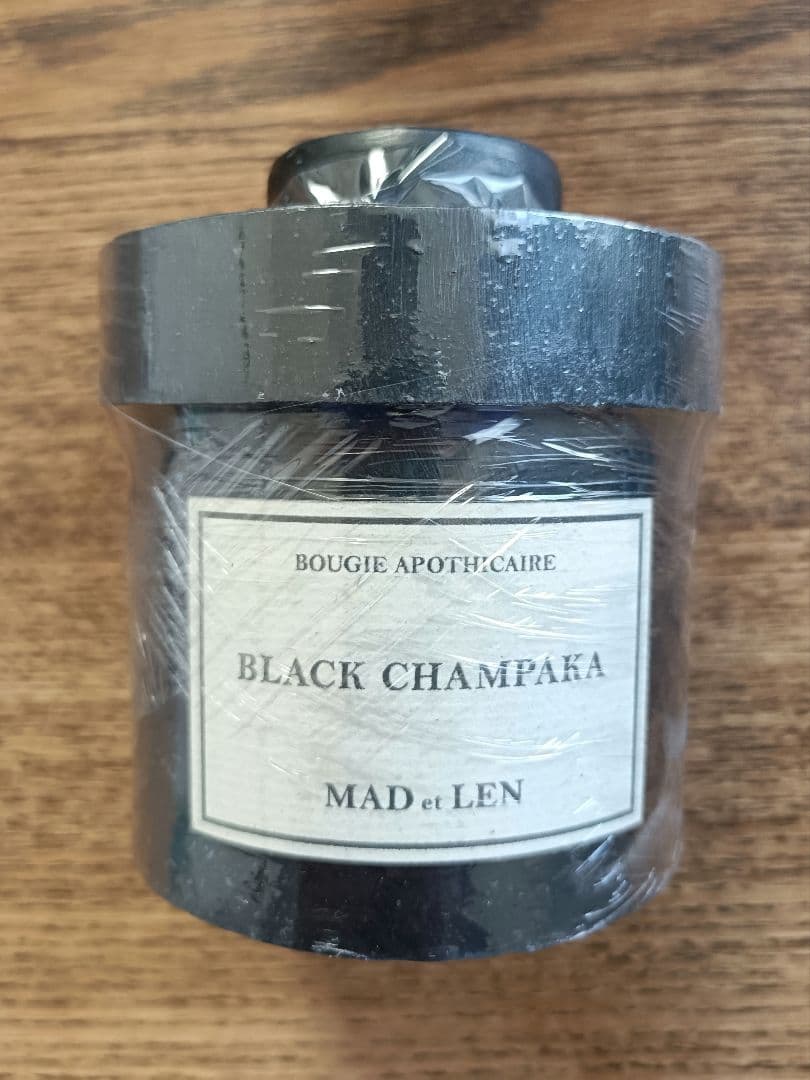 BOUGIE APOTHICAIRE
BLACK CHAMPAKA
MAD et LEN